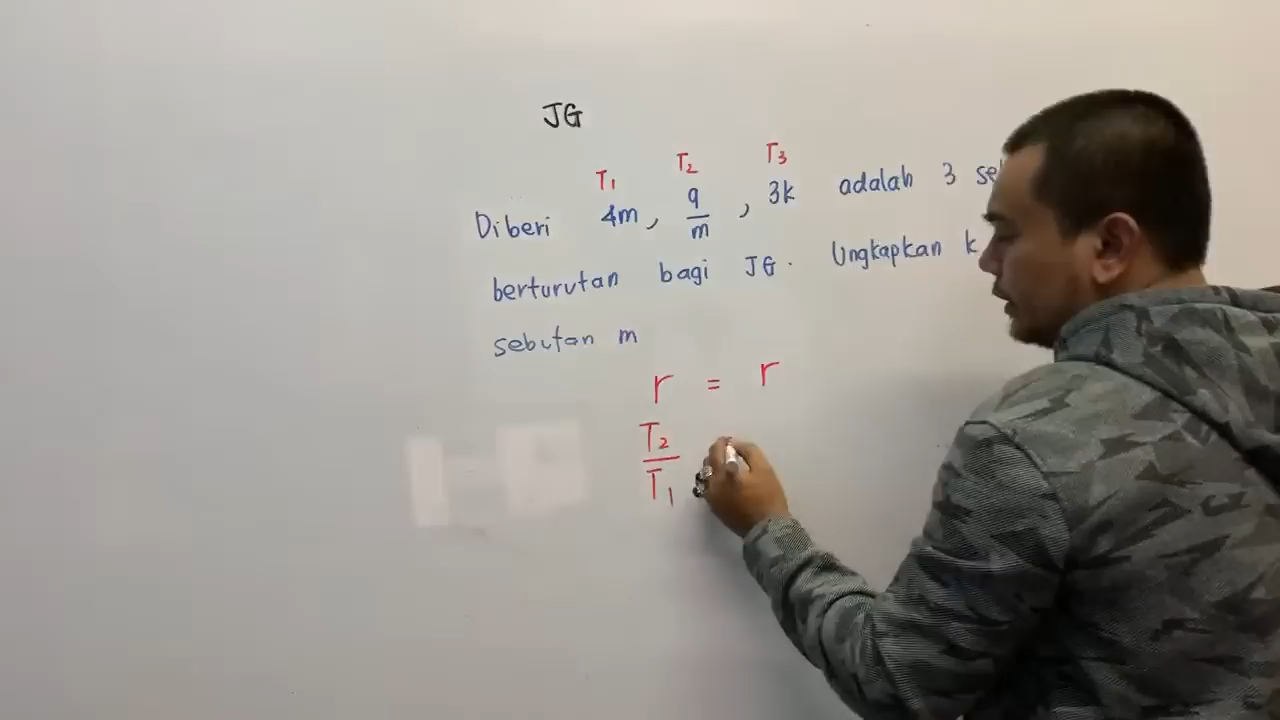 JG
T₁ T₂ T₃
Diberi 4m, 9/m, 3k adalah 3
berturutan bagi JG. Ungkapkan k
sebutan m
r = r
T₂/T₁